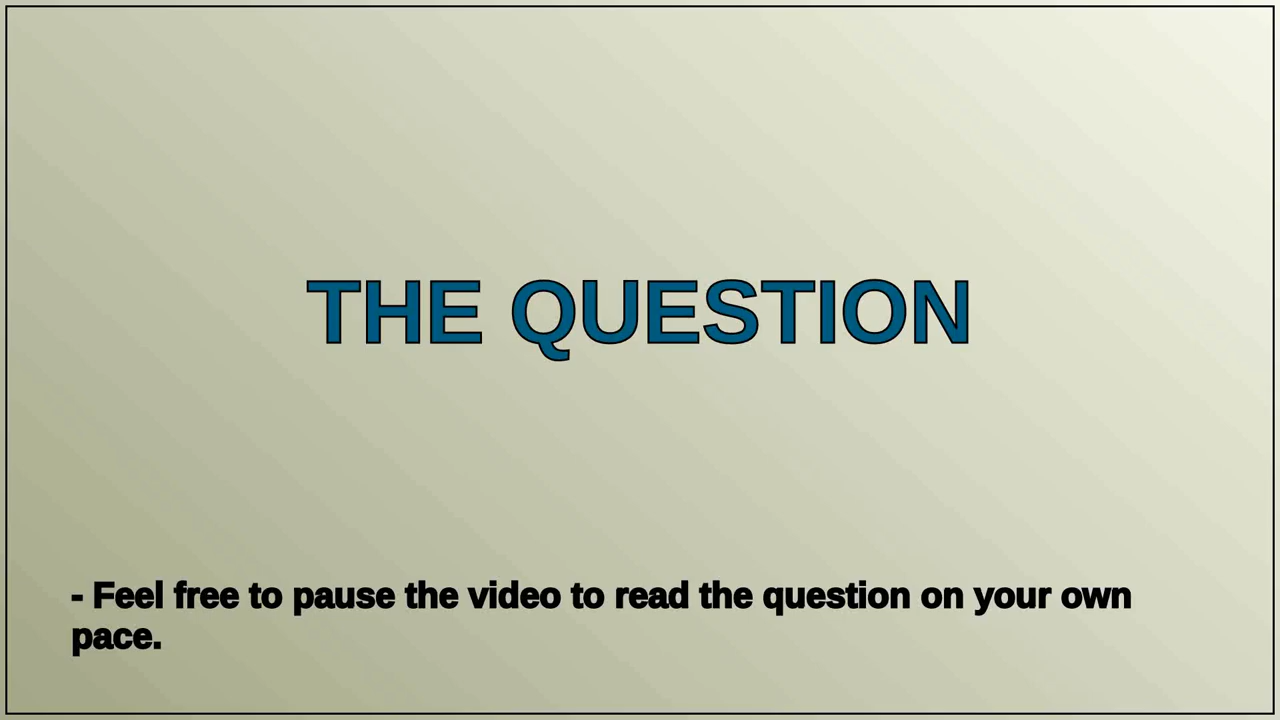 THE QUESTION
- Feel free to pause the video to read the question on your own
pace.